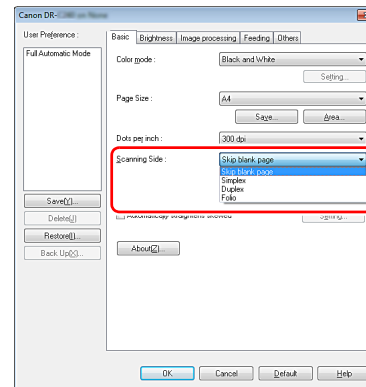 Canon DR-
User Preference :
Full Automatic Mode
Save[Y]...
Delete[J]
Restore[L]...
Back Up[X]...
Basic Brightness Image processing Feeding Others
Color mode : Black and White
Setting...
Page Size : A4
Save... Area...
Dots per inch : 300 dpi
Scanning Side : Skip blank page
Skip blank page
Simplex
Duplex
Folio
Automatically straightens skewed
Setting...
About[Z]...
OK Cancel Default Help